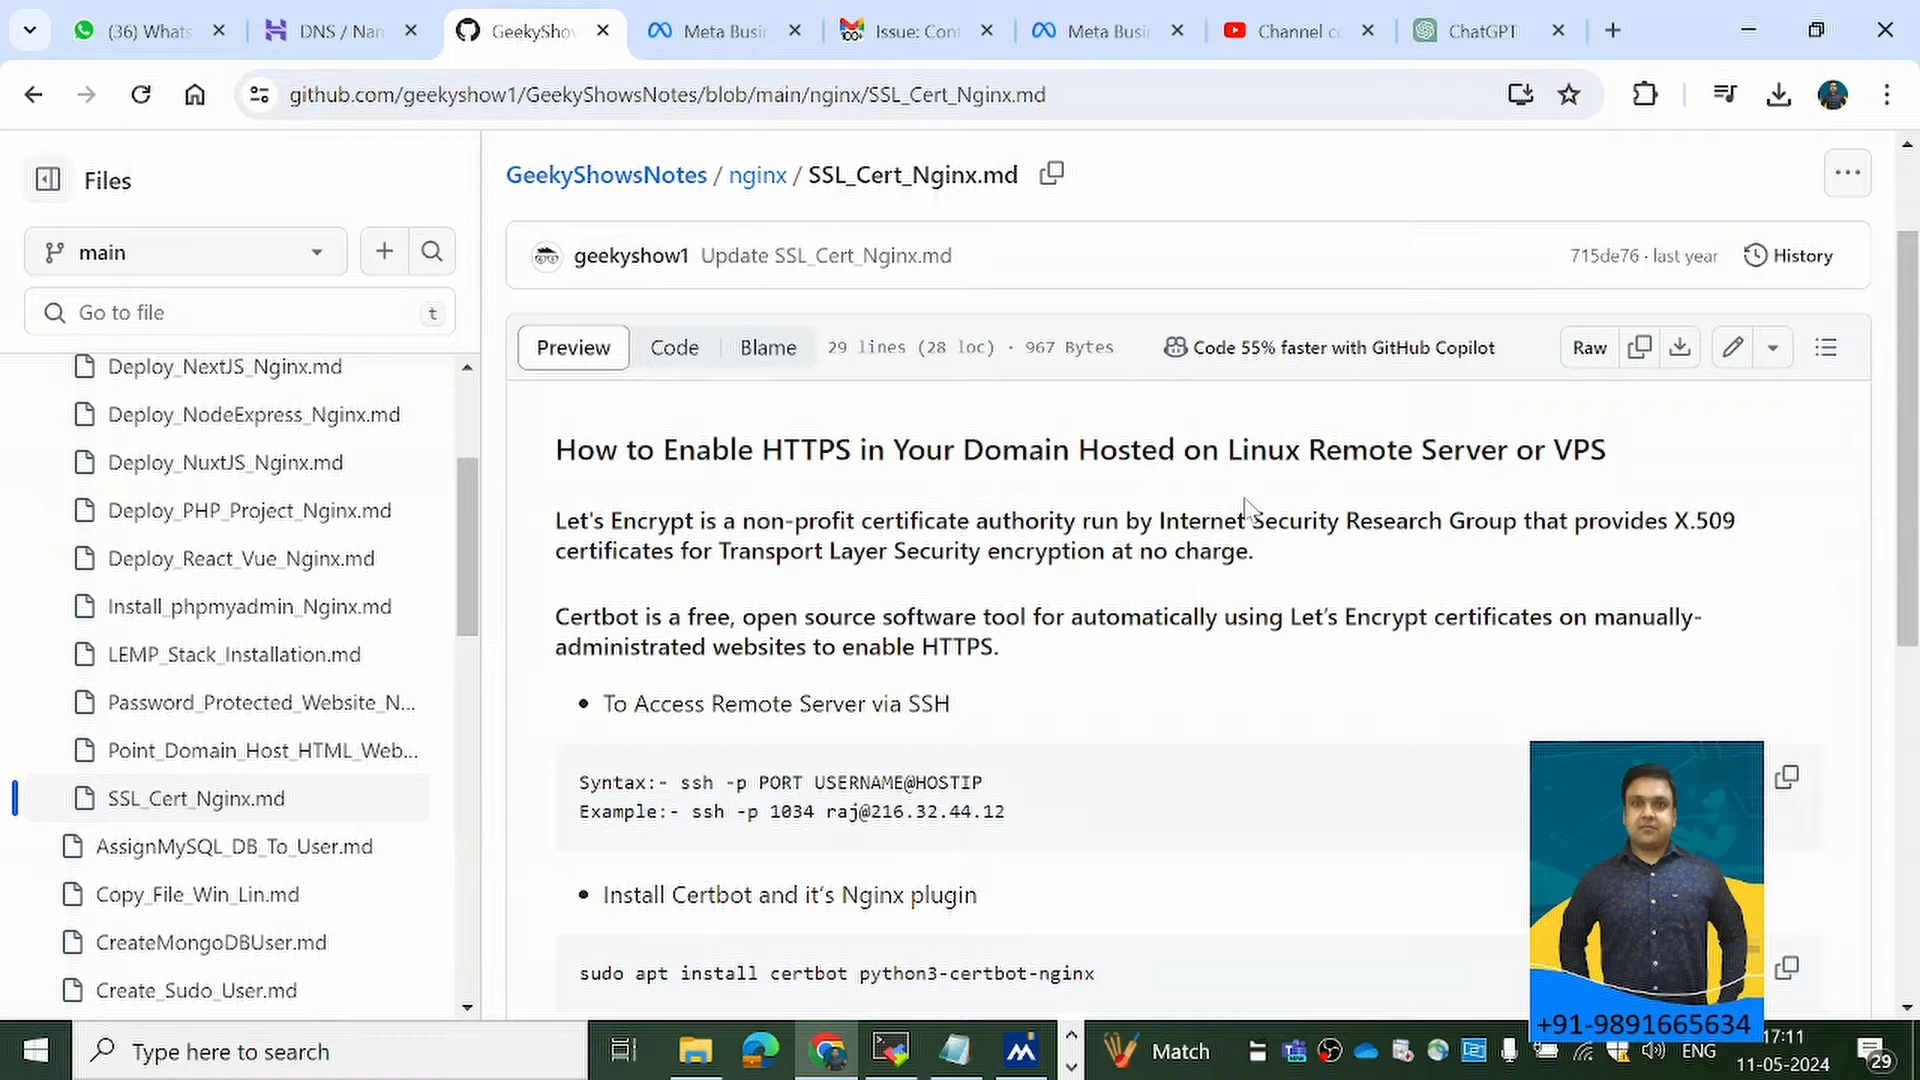 (36) Whats
DNS / Nam
GeekyShow
Meta Busi
Issue: Cont
Meta Busi
Channel co
ChatGPT
github.com/geekyshow1/GeekyShowsNotes/blob/main/nginx/SSL_Cert_Nginx.md
Files
main
Go to file
t
Deploy_NextJS_Nginx.md
Deploy_NodeExpress_Nginx.md
Deploy_NuxtJS_Nginx.md
Deploy_PHP_Project_Nginx.md
Deploy_React_Vue_Nginx.md
Install_phpmyadmin_Nginx.md
LEMP_Stack_Installation.md
Password_Protected_Website_N...
Point_Domain_Host_HTML_Web...
SSL_Cert_Nginx.md
AssignMySQL_DB_To_User.md
Copy_File_Win_Lin.md
CreateMongoDBUser.md
Create_Sudo_User.md
GeekyShowsNotes / nginx / SSL_Cert_Nginx.md
geekyshow1 Update SSL_Cert_Nginx.md
715de76 · last year
History
Preview
Code
Blame
29 lines (28 loc) · 967 Bytes
Code 55% faster with GitHub Copilot
Raw
How to Enable HTTPS in Your Domain Hosted on Linux Remote Server or VPS
Let's Encrypt is a non-profit certificate authority run by Internet Security Research Group that provides X.509
certificates for Transport Layer Security encryption at no charge.
Certbot is a free, open source software tool for automatically using Let’s Encrypt certificates on manually-
administrated websites to enable HTTPS.
• To Access Remote Server via SSH
Syntax:- ssh -p PORT USERNAME@HOSTIP
Example:- ssh -p 1034 raj@216.32.44.12
• Install Certbot and it’s Nginx plugin
sudo apt install certbot python3-certbot-nginx
+91-9891665634
Type here to search
Match
ENG
17:11
11-05-2024
29